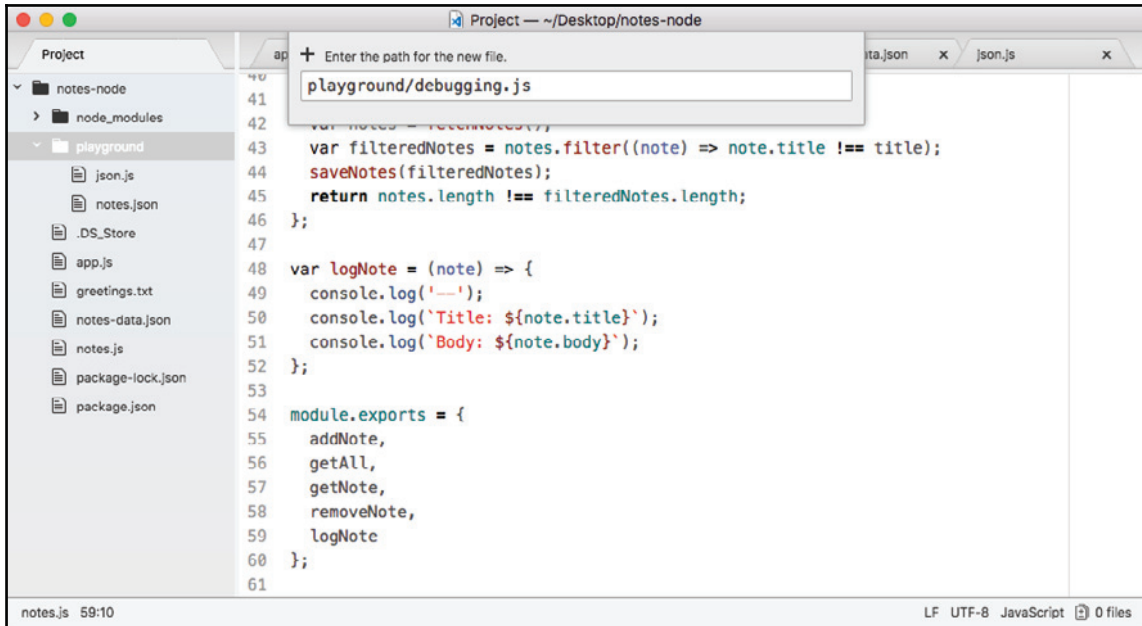 Project — ~/Desktop/notes-node
Project
ap
ta.json x
json.js x
+ Enter the path for the new file.
playground/debugging.js
notes-node
node_modules
playground
json.js
notes.json
.DS_Store
app.js
greetings.txt
notes-data.json
notes.js
package-lock.json
package.json
40
41
42 var notes = fetchNotes();
43 var filteredNotes = notes.filter((note) => note.title !== title);
44 saveNotes(filteredNotes);
45 return notes.length !== filteredNotes.length;
46 };
47
48 var logNote = (note) => {
49 console.log('--');
50 console.log(`Title: ${note.title}`);
51 console.log(`Body: ${note.body}`);
52 };
53
54 module.exports = {
55 addNote,
56 getAll,
57 getNote,
58 removeNote,
59 logNote
60 };
61
notes.js 59:10
LF UTF-8 JavaScript 0 files